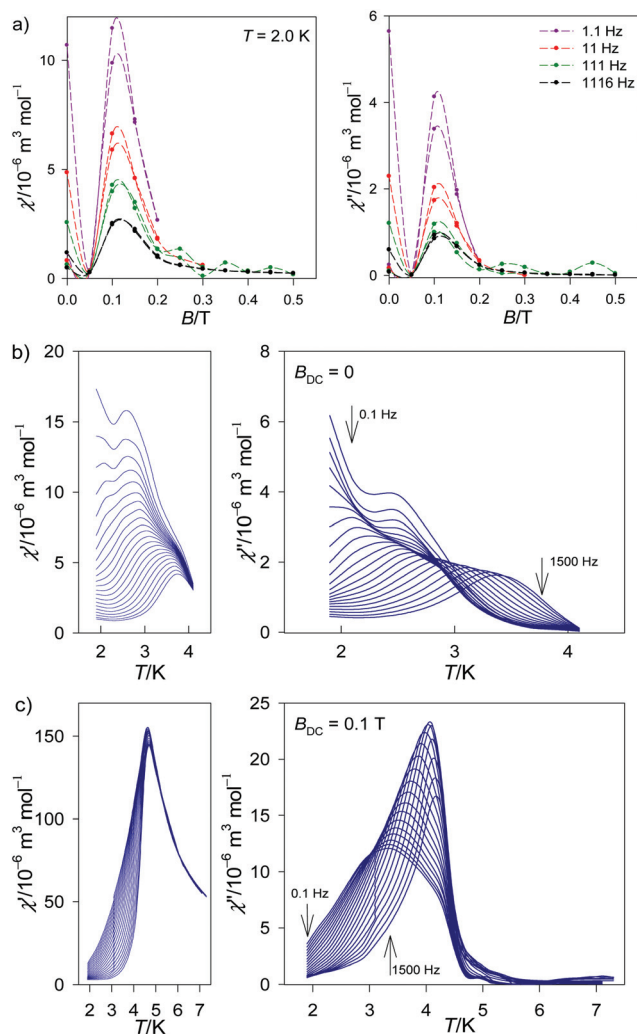 a)
T = 2.0 K
χ'/10⁻⁶ m³ mol⁻¹
10
5
0
0.0 0.1 0.2 0.3 0.4 0.5
B/T
1.1 Hz
11 Hz
111 Hz
1116 Hz
χ"/10⁻⁶ m³ mol⁻¹
6
4
2
0
0.0 0.1 0.2 0.3 0.4 0.5
B/T
b)
χ'/10⁻⁶ m³ mol⁻¹
20
15
10
5
0
2 3 4
T/K
B_DC = 0
0.1 Hz
1500 Hz
χ"/10⁻⁶ m³ mol⁻¹
8
6
4
2
0
2 3 4
T/K
c)
χ'/10⁻⁶ m³ mol⁻¹
150
100
50
0
2 3 4 5 6 7
T/K
B_DC = 0.1 T
0.1 Hz
1500 Hz
χ"/10⁻⁶ m³ mol⁻¹
25
20
15
10
5
0
2 3 4 5 6 7
T/K